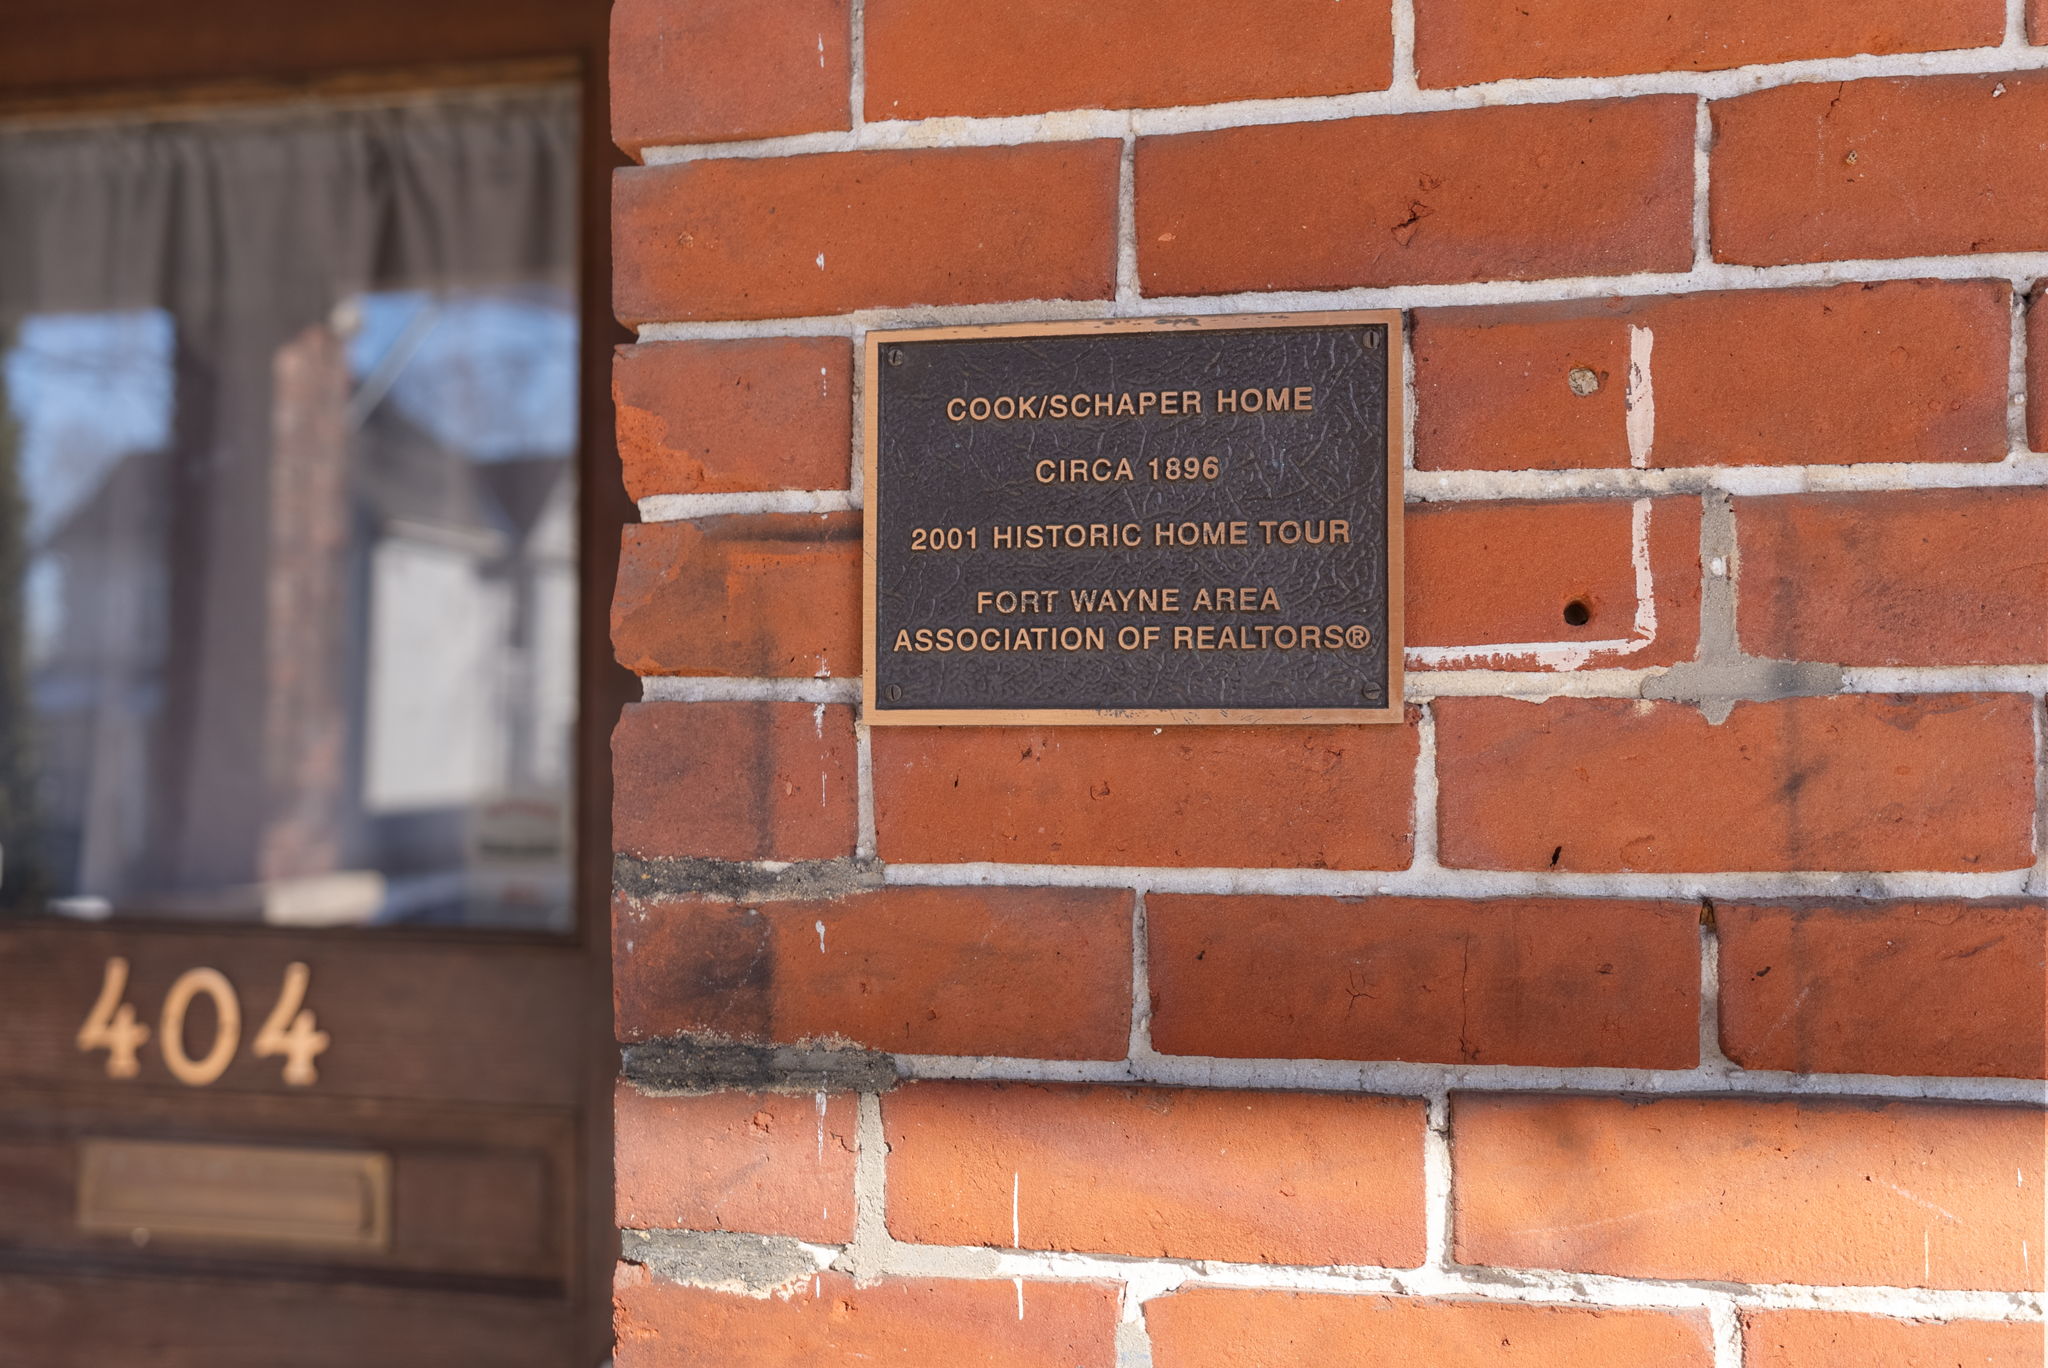 COOK/SCHAPER HOME
CIRCA 1896
2001 HISTORIC HOME TOUR
FORT WAYNE AREA
ASSOCIATION OF REALTORS®
404